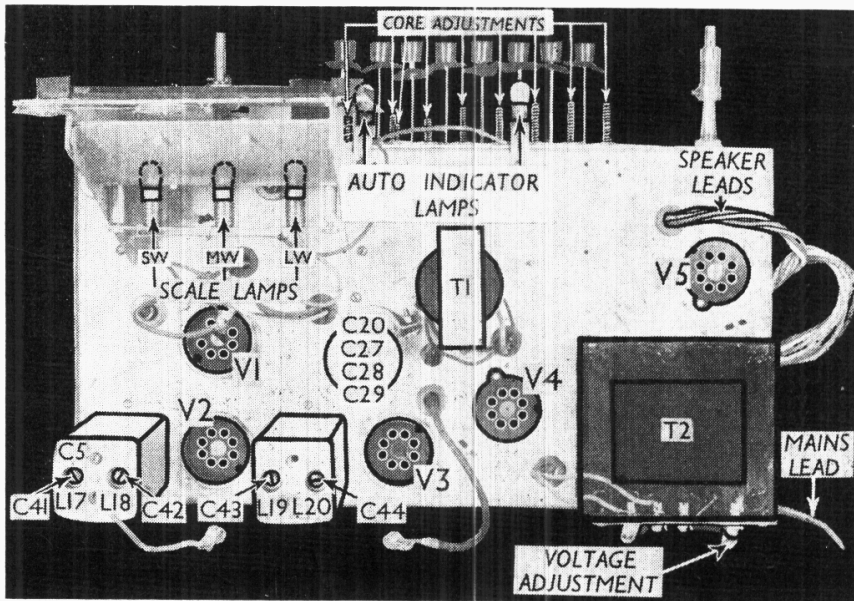 CORE ADJUSTMENTS
AUTO INDICATOR
LAMPS
SPEAKER
LEADS
SW
MW
LW
SCALE LAMPS
T1
V5
C20
C27
C28
C29
V1
V4
V2
V3
T2
MAINS
LEAD
C5
C41
L17
L18
C42
C43
L19
L20
C44
VOLTAGE
ADJUSTMENT